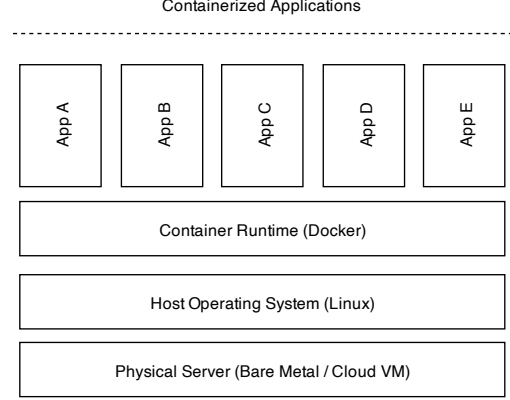 Containerized Applications
App A
App B
App C
App D
App E
Container Runtime (Docker)
Host Operating System (Linux)
Physical Server (Bare Metal / Cloud VM)